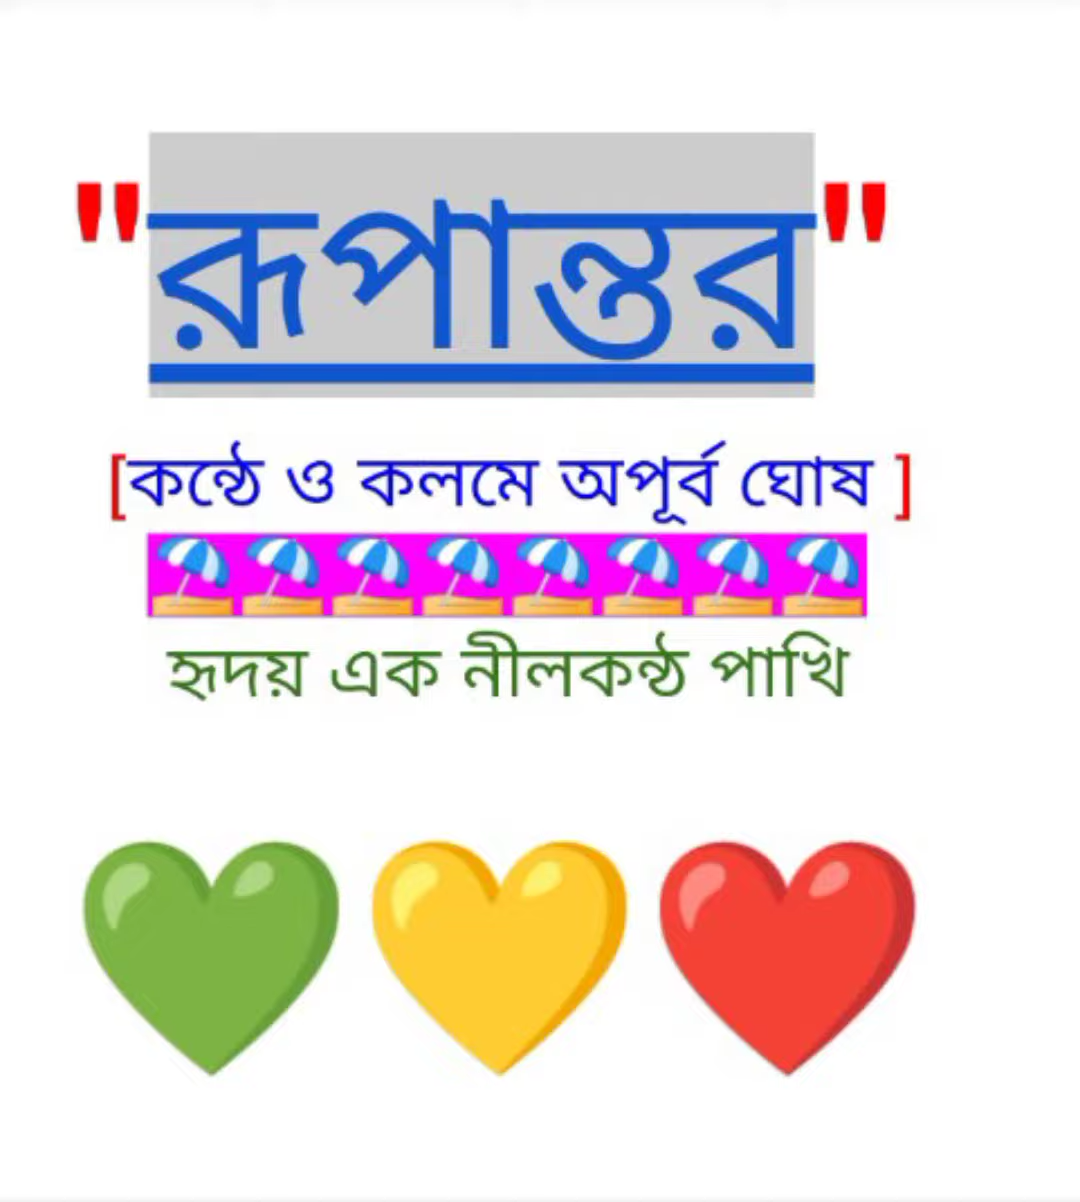 "রূপান্তর"
[কন্ঠে ও কলমে অপূর্ব ঘোষ ]
হৃদয় এক নীলকন্ঠ পাখি